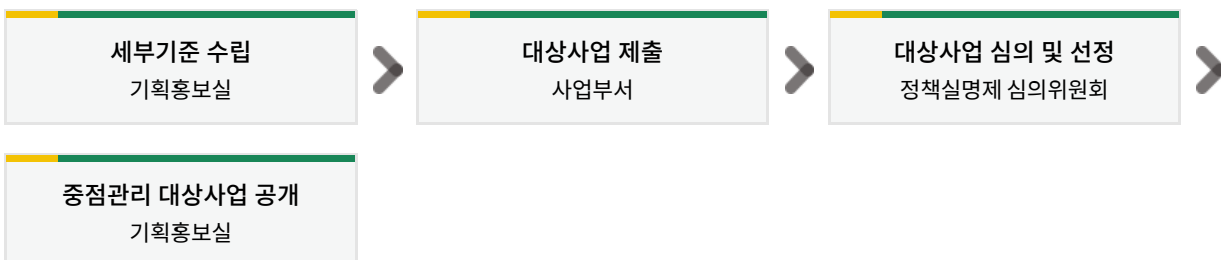 세부기준 수립
기획홍보실
대상사업 제출
사업부서
대상사업 심의 및 선정
정책실명제 심의위원회
중점관리 대상사업 공개
기획홍보실